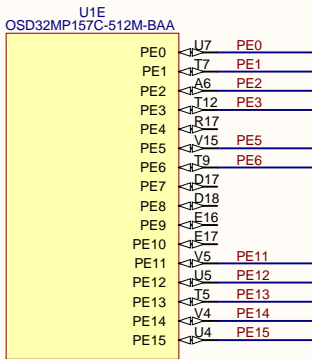 U1E
OSD32MP157C-512M-BAA
PE0 U7 PE0
PE1 T7 PE1
PE2 A6 PE2
PE3 T12 PE3
PE4 R17
PE5 V15 PE5
PE6 T9 PE6
PE7 D17
PE8 D18
PE9 E16
PE10 E17
PE11 V5 PE11
PE12 U5 PE12
PE13 T5 PE13
PE14 V4 PE14
PE15 U4 PE15